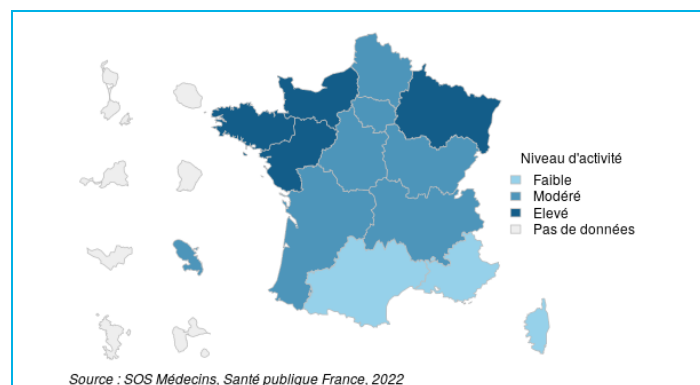 Niveau d'activité
Faible
Modéré
Elevé
Pas de données
Source : SOS Médecins, Santé publique France, 2022